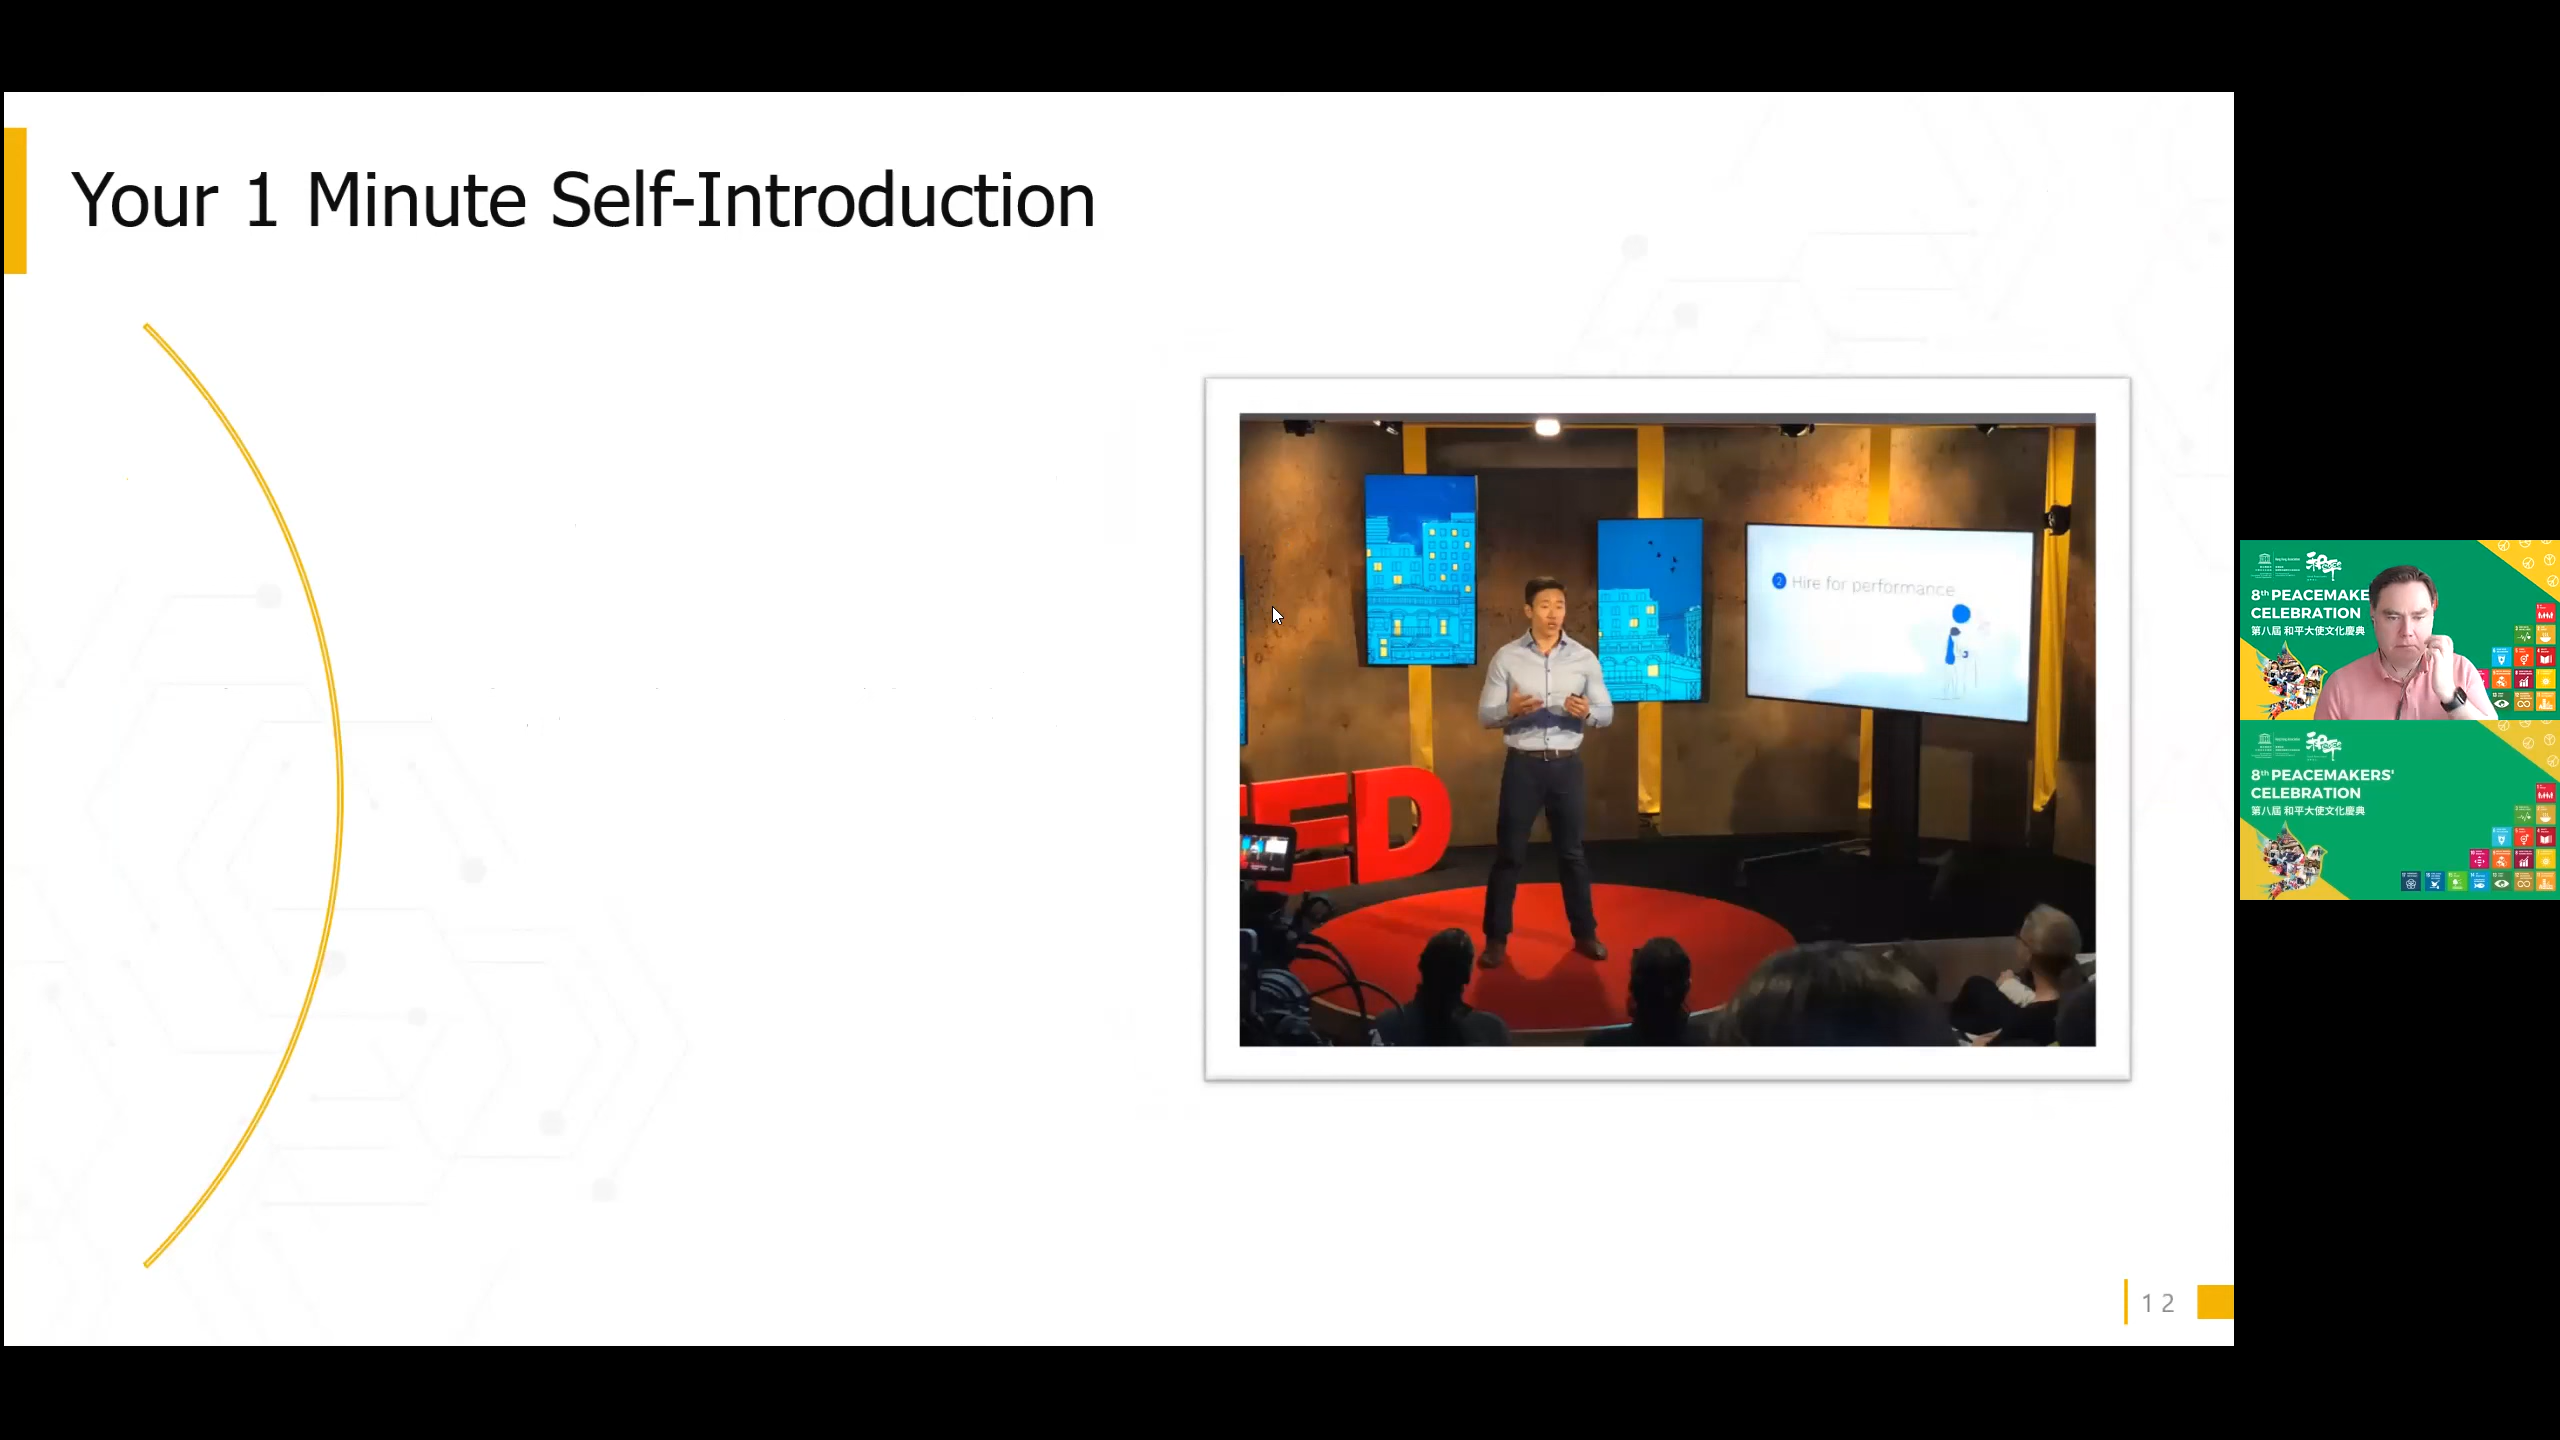 Your 1 Minute Self-Introduction
2 Hire for performance
ED
12
8th PEACEMAKE
CELEBRATION
第八屆 和平大使文化慶典
8th PEACEMAKERS'
CELEBRATION
第八屆 和平大使文化慶典